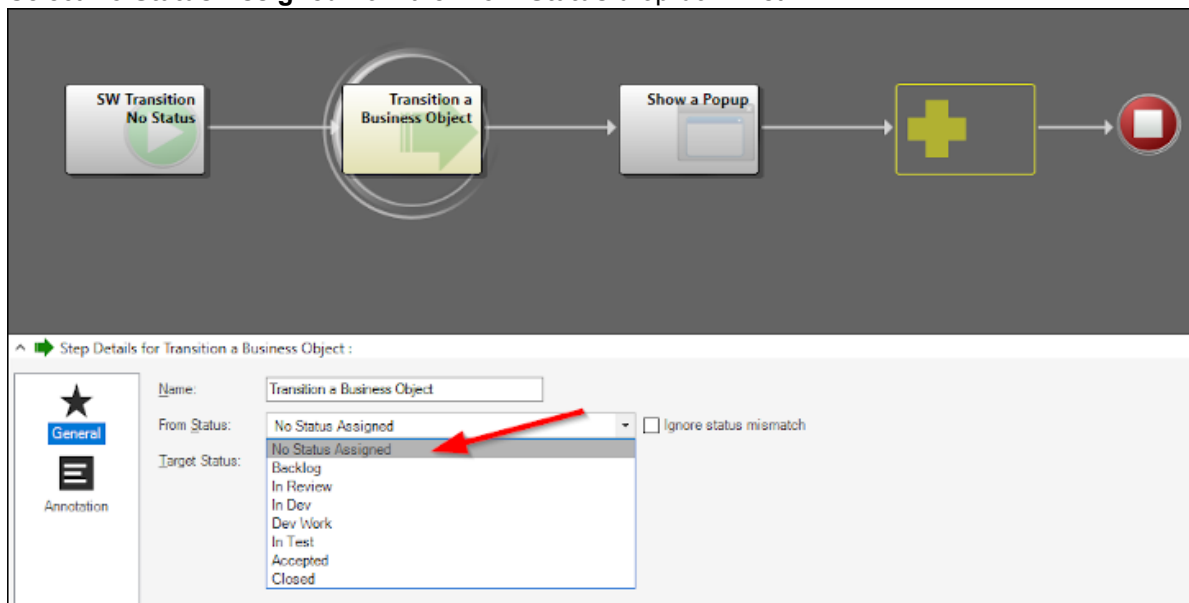 SW Transition
No Status
Transition a
Business Object
Show a Popup
Step Details for Transition a Business Object :
General
Annotation
Name: Transition a Business Object
From Status: No Status Assigned Ignore status mismatch
Target Status:
No Status Assigned
Backlog
In Review
In Dev
Dev Work
In Test
Accepted
Closed